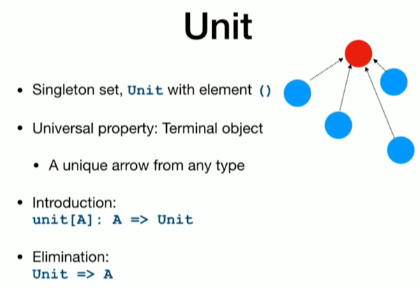 Unit
• Singleton set, Unit with element ()
• Universal property: Terminal object
• A unique arrow from any type
• Introduction:
unit[A]: A => Unit
• Elimination:
Unit => A